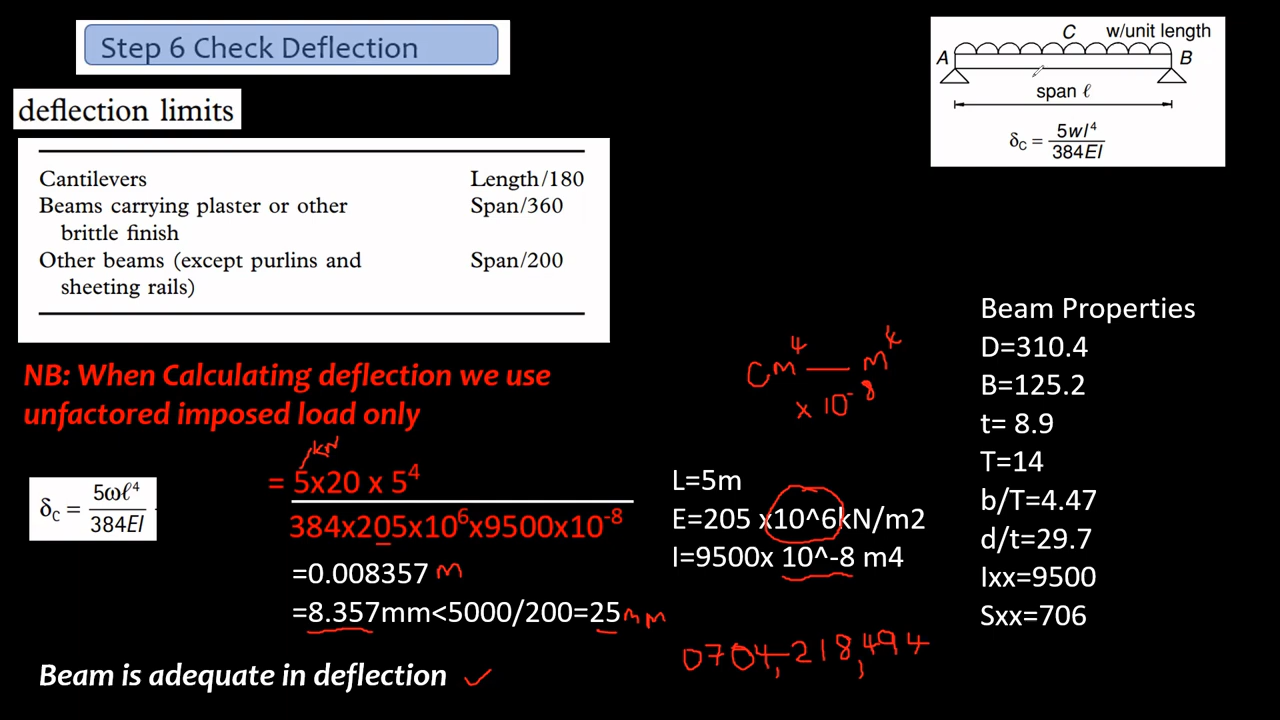 Step 6 Check Deflection
C w/unit length
A B
span ℓ
δC = 5wl⁴
384EI
deflection limits
Cantilevers Length/180
Beams carrying plaster or other Span/360
brittle finish
Other beams (except purlins and Span/200
sheeting rails)
NB: When Calculating deflection we use
unfactored imposed load only
cm⁴ — m⁴
x 10⁻⁸
Beam Properties
D=310.4
B=125.2
t= 8.9
T=14
b/T=4.47
d/t=29.7
Ixx=9500
Sxx=706
δC = 5ωℓ⁴
384EI
kN
= 5x20 x 5⁴
384x205x10⁶x9500x10⁻⁸
=0.008357 m
=8.357mm<5000/200=25mm
L=5m
E=205 x10^6kN/m2
I=9500x 10^-8 m4
0704,218,494
Beam is adequate in deflection ✓